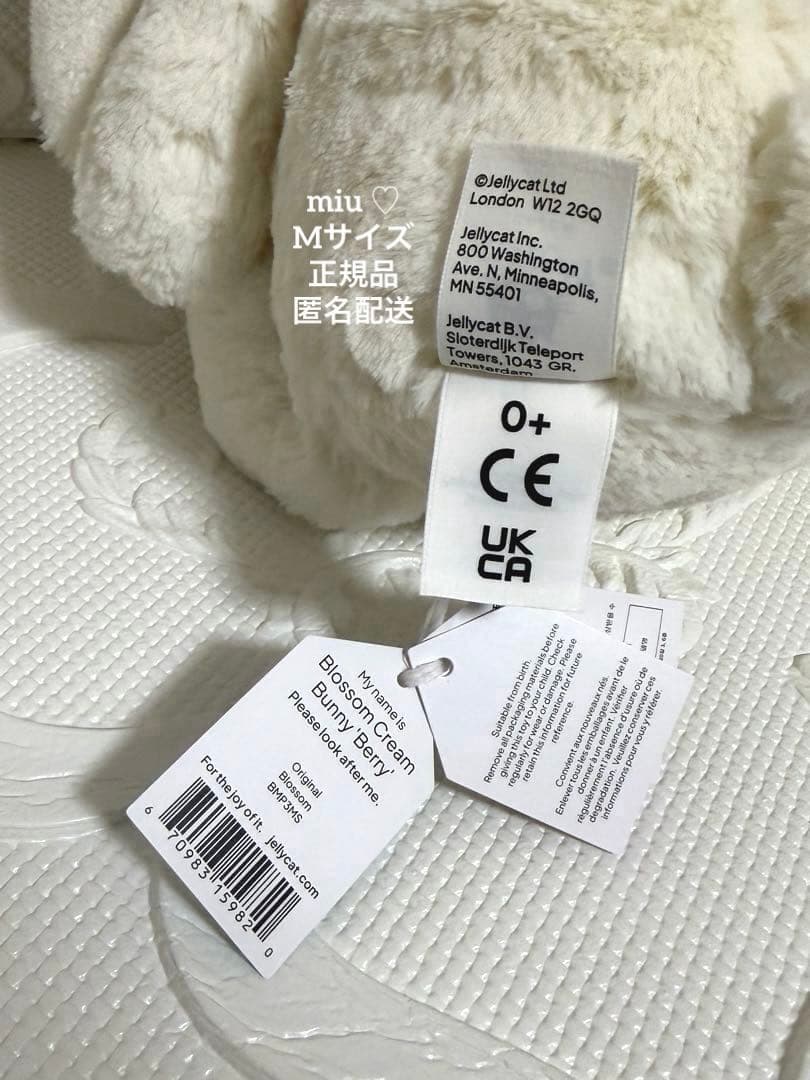 miu ♡
Mサイズ
正規品
匿名配送
©Jellycat Ltd
London W12 2GQ
Jellycat Inc.
800 Washington
Ave. N, Minneapolis,
MN 55401
Jellycat B.V.
Sloterdijk Teleport
Towers, 1043 GR.
Amsterdam
0+
CE
UK
CA
My name is
Blossom Cream
Bunny 'Berry'
Please look after me.
Original
Blossom
BMP3MS
For the joy of it. jellycat.com
6 70983 15982 0
Suitable from birth.
Remove all packaging materials before
giving this toy to your child. Check
regularly for wear or damage. Please
retain this information for future
reference.
Convient aux nouveaux nés.
Enlever tous les emballages avant de le
donner à un enfant. Vérifier
régulièrement l'absence d'usure ou de
dégradation. Veuillez conserver ces
informations pour vous y référer.